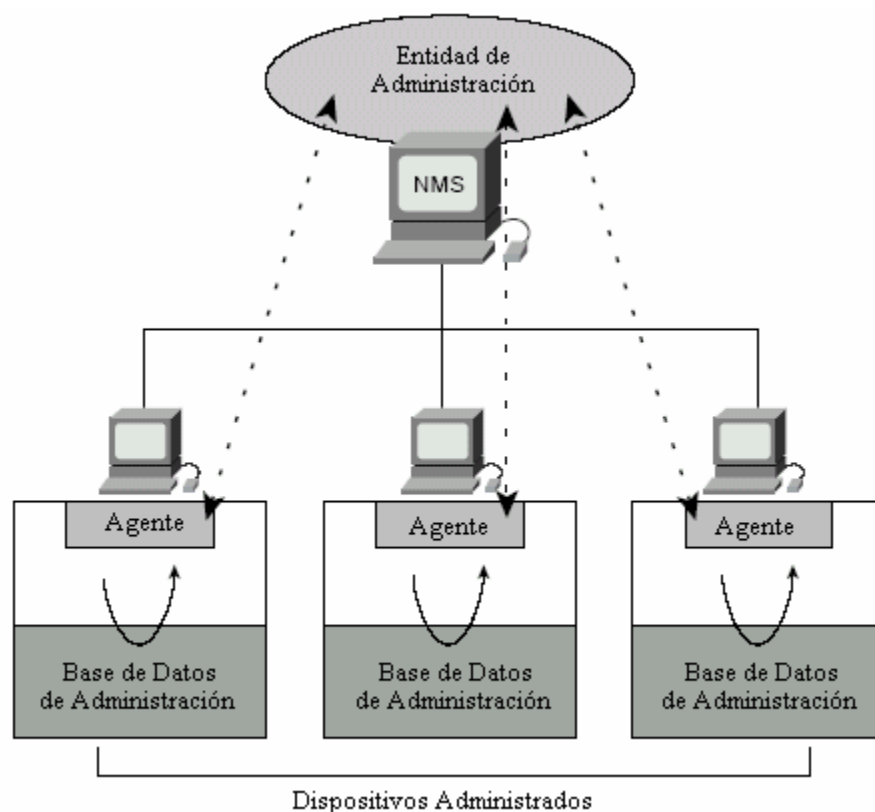 Entidad de
Administración
NMS
Agente
Agente
Agente
Base de Datos
de Administración
Base de Datos
de Administración
Base de Datos
de Administración
Dispositivos Administrados